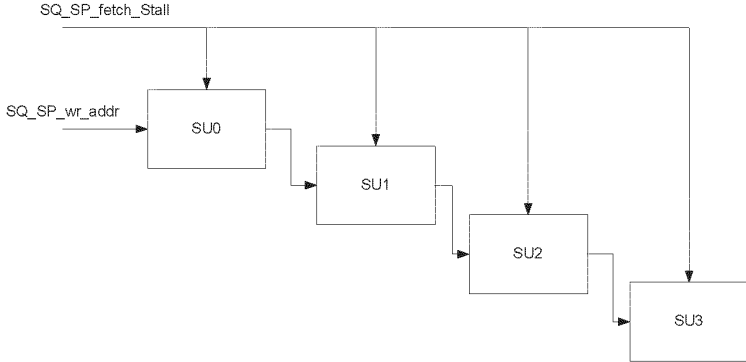 SQ_SP_fetch_Stall
SQ_SP_wr_addr
SU0
SU1
SU2
SU3